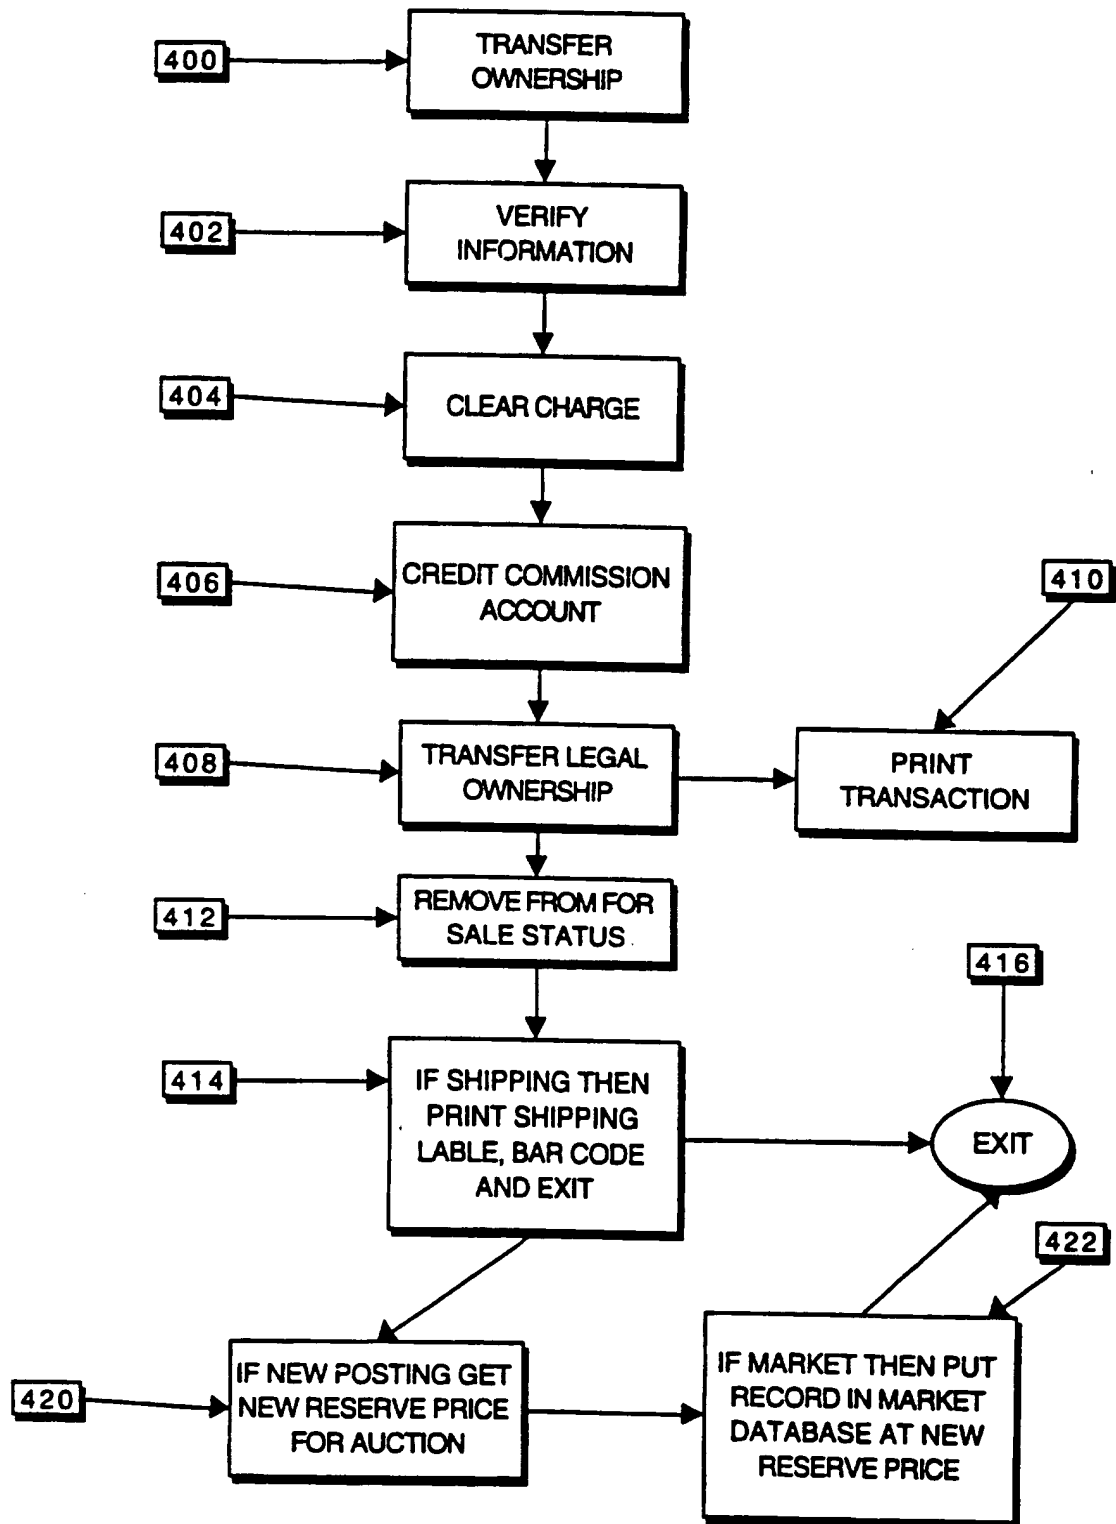 400
TRANSFER
OWNERSHIP
402
VERIFY
INFORMATION
404
CLEAR CHARGE
406
CREDIT COMMISSION
ACCOUNT
410
408
TRANSFER LEGAL
OWNERSHIP
PRINT
TRANSACTION
412
REMOVE FROM FOR
SALE STATUS
416
414
IF SHIPPING THEN
PRINT SHIPPING
LABLE, BAR CODE
AND EXIT
EXIT
422
420
IF NEW POSTING GET
NEW RESERVE PRICE
FOR AUCTION
IF MARKET THEN PUT
RECORD IN MARKET
DATABASE AT NEW
RESERVE PRICE